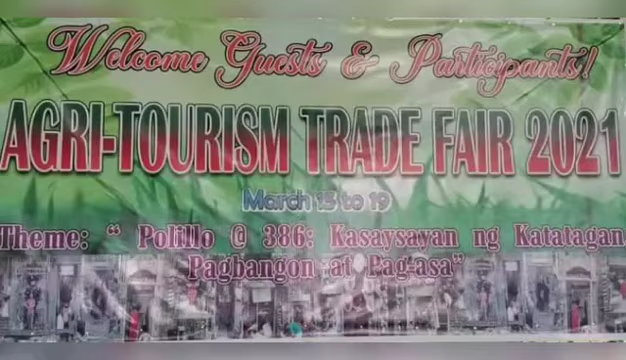 Welcome Guests & Participants!
AGRI-TOURISM TRADE FAIR 2021
March 15 to 19
Theme: “ Polillo @ 386: Kasaysayan ng Katatagan,
Pagbangon at Pag-asa”